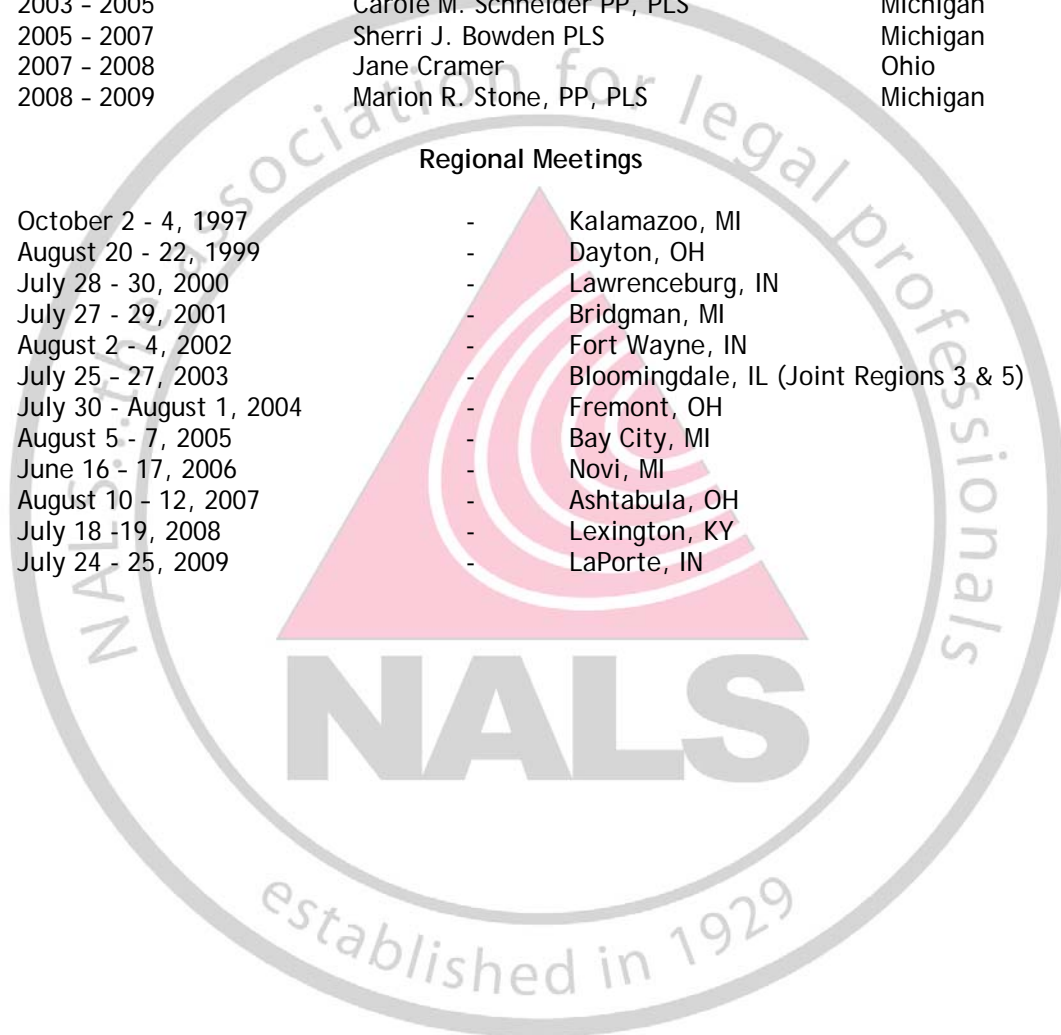 2003 – 2005 Carole M. Schneider PP, PLS Michigan
2005 – 2007 Sherri J. Bowden PLS Michigan
2007 – 2008 Jane Cramer Ohio
2008 – 2009 Marion R. Stone, PP, PLS Michigan
Regional Meetings
October 2 - 4, 1997 - Kalamazoo, MI
August 20 - 22, 1999 - Dayton, OH
July 28 - 30, 2000 - Lawrenceburg, IN
July 27 - 29, 2001 - Bridgman, MI
August 2 - 4, 2002 - Fort Wayne, IN
July 25 – 27, 2003 - Bloomingdale, IL (Joint Regions 3 & 5)
July 30 - August 1, 2004 - Fremont, OH
August 5 - 7, 2005 - Bay City, MI
June 16 – 17, 2006 - Novi, MI
August 10 – 12, 2007 - Ashtabula, OH
July 18 -19, 2008 - Lexington, KY
July 24 - 25, 2009 - LaPorte, IN
NALS...the association for legal professionals
NALS
established in 1929